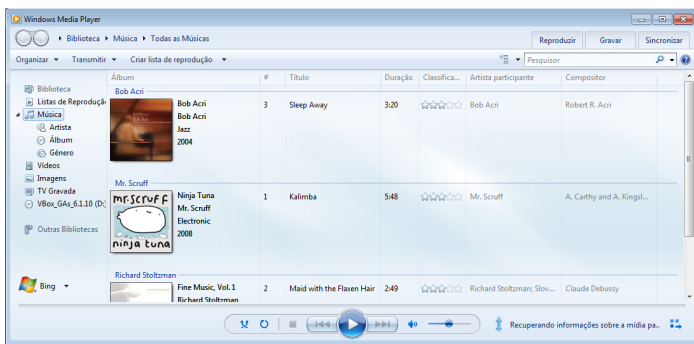 Windows Media Player
Biblioteca ▸ Música ▸ Todas as Músicas
Reproduzir Gravar Sincronizar
Organizar Transmitir Criar lista de reprodução
Pesquisar
Álbum # Título Duração Classifica... Artista participante Compositor
Biblioteca
Listas de Reproduçã
Música
Artista
Álbum
Gênero
Vídeos
Imagens
TV Gravada
VBox_GAs_6.1.10 (D:)
Outras Bibliotecas
Bing
Bob Acri
Bob Acri 3 Sleep Away 3:20 Bob Acri Robert R. Acri
Bob Acri
Jazz
2004
Mr. Scruff
mr.scruff
ninja tuna
Ninja Tuna 1 Kalimba 5:48 Mr. Scruff A. Carthy and A. Kingsl...
Mr. Scruff
Electronic
2008
Richard Stoltzman
Fine Music, Vol. 1 2 Maid with the Flaxen Hair 2:49 Richard Stoltzman; Slov... Claude Debussy
Richard Stoltzman
Recuperando informações sobre a mídia pa..